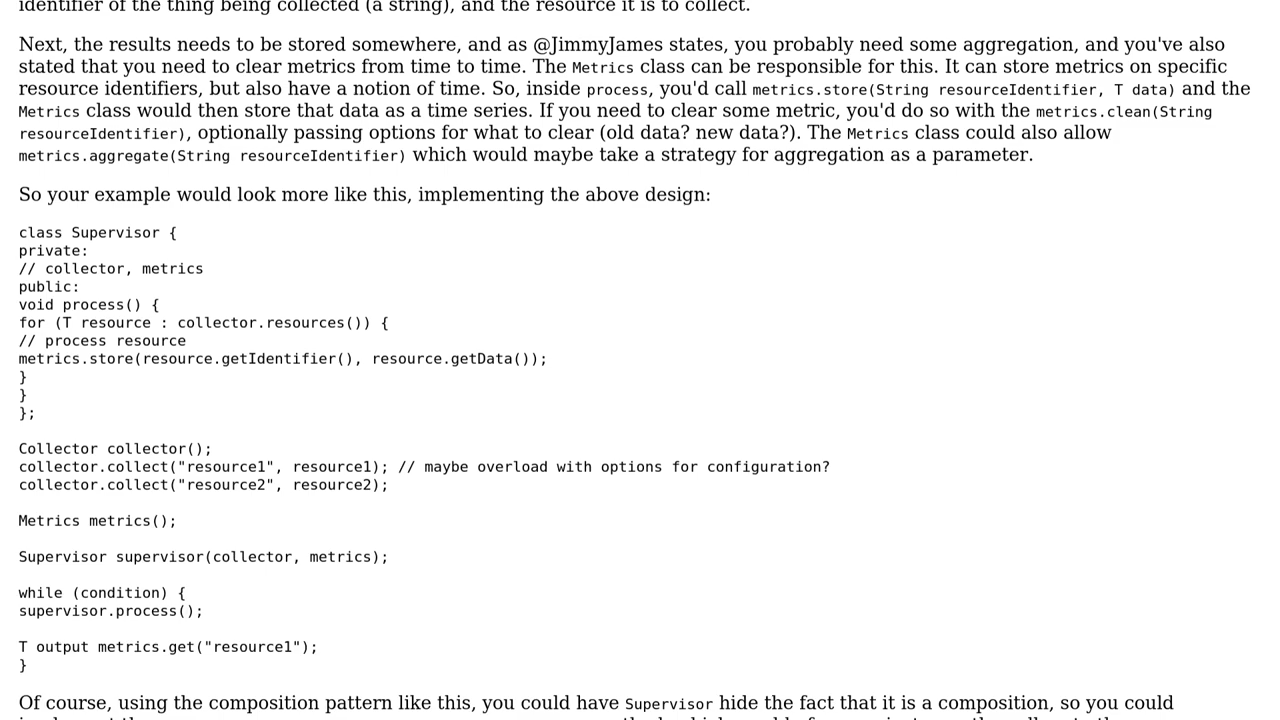 identifier of the thing being collected (a string), and the resource it is to collect.
Next, the results needs to be stored somewhere, and as @JimmyJames states, you probably need some aggregation, and you've also
stated that you need to clear metrics from time to time. The Metrics class can be responsible for this. It can store metrics on specific
resource identifiers, but also have a notion of time. So, inside process, you'd call metrics.store(String resourceIdentifier, T data) and the
Metrics class would then store that data as a time series. If you need to clear some metric, you'd do so with the metrics.clean(String
resourceIdentifier), optionally passing options for what to clear (old data? new data?). The Metrics class could also allow
metrics.aggregate(String resourceIdentifier) which would maybe take a strategy for aggregation as a parameter.
So your example would look more like this, implementing the above design:
class Supervisor {
private:
// collector, metrics
public:
void process() {
for (T resource : collector.resources()) {
// process resource
metrics.store(resource.getIdentifier(), resource.getData());
}
}
};
Collector collector();
collector.collect("resource1", resource1); // maybe overload with options for configuration?
collector.collect("resource2", resource2);
Metrics metrics();
Supervisor supervisor(collector, metrics);
while (condition) {
supervisor.process();
T output metrics.get("resource1");
}
Of course, using the composition pattern like this, you could have Supervisor hide the fact that it is a composition, so you could